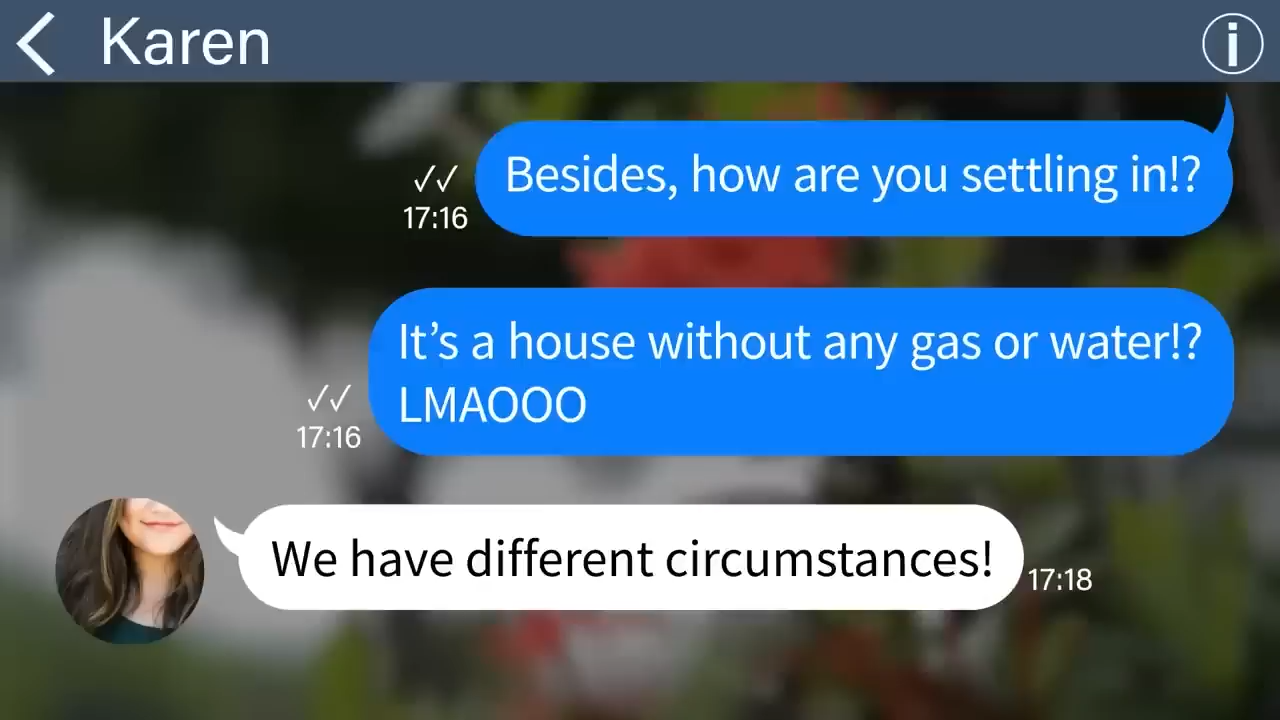 Karen
Besides, how are you settling in!?
17:16
It’s a house without any gas or water!?
LMAOOO
17:16
We have different circumstances!
17:18